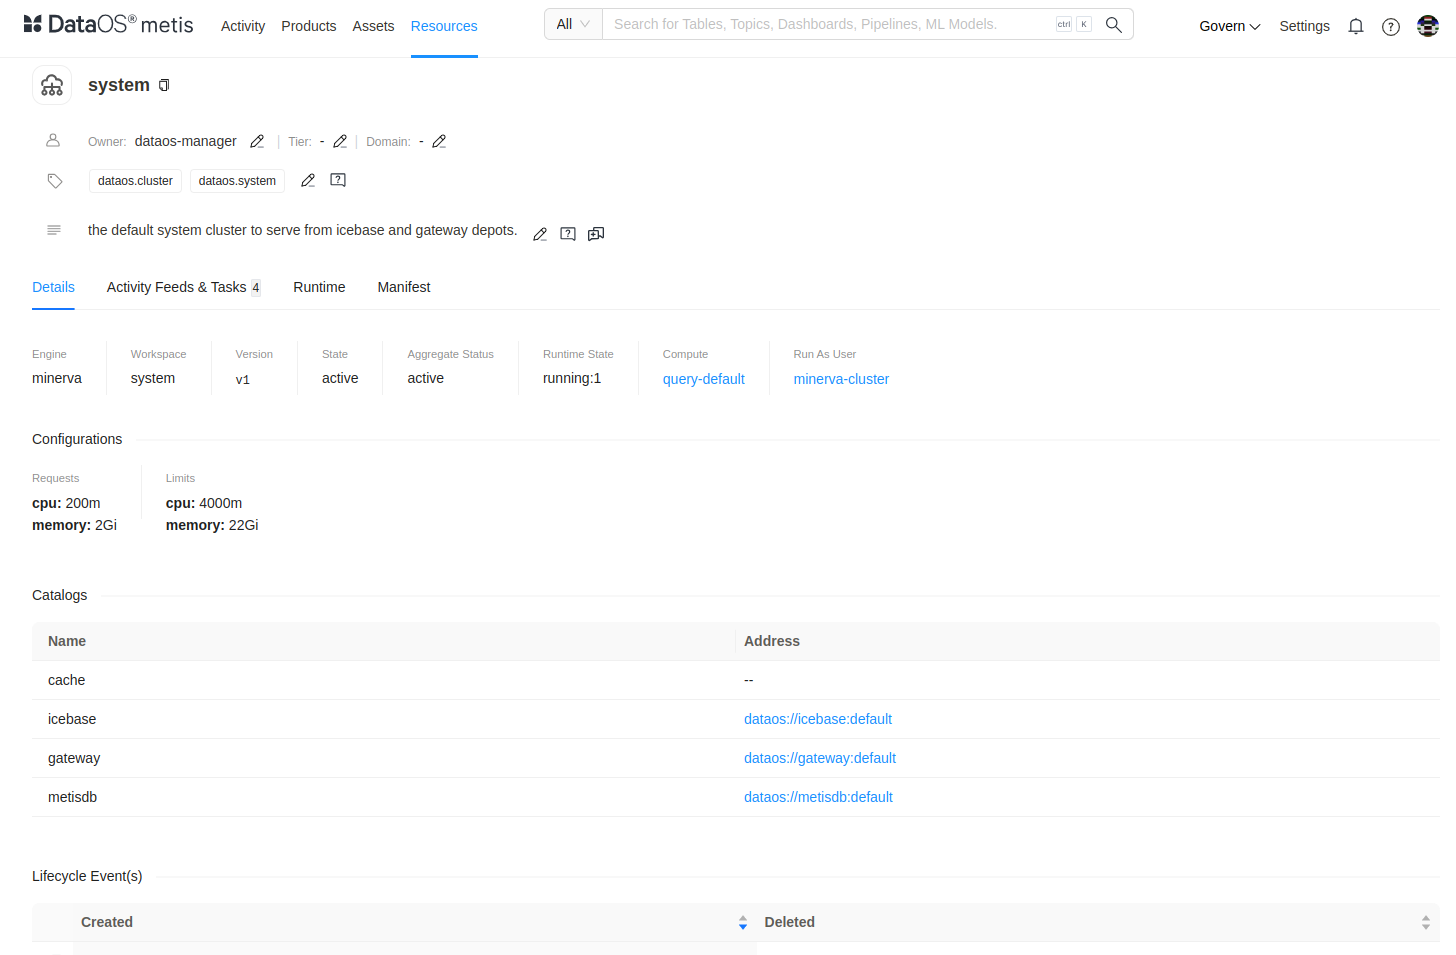 DataOS® metis Activity Products Assets Resources All Search for Tables, Topics, Dashboards, Pipelines, ML Models. ctrl K Govern Settings
system
Owner: dataos-manager | Tier: - | Domain: -
dataos.cluster dataos.system
the default system cluster to serve from icebase and gateway depots.
Details Activity Feeds & Tasks 4 Runtime Manifest
Engine Workspace Version State Aggregate Status Runtime State Compute Run As User
minerva system v1 active active running:1 query-default minerva-cluster
Configurations
Requests Limits
cpu: 200m cpu: 4000m
memory: 2Gi memory: 22Gi
Catalogs
Name Address
cache --
icebase dataos://icebase:default
gateway dataos://gateway:default
metisdb dataos://metisdb:default
Lifecycle Event(s)
Created Deleted